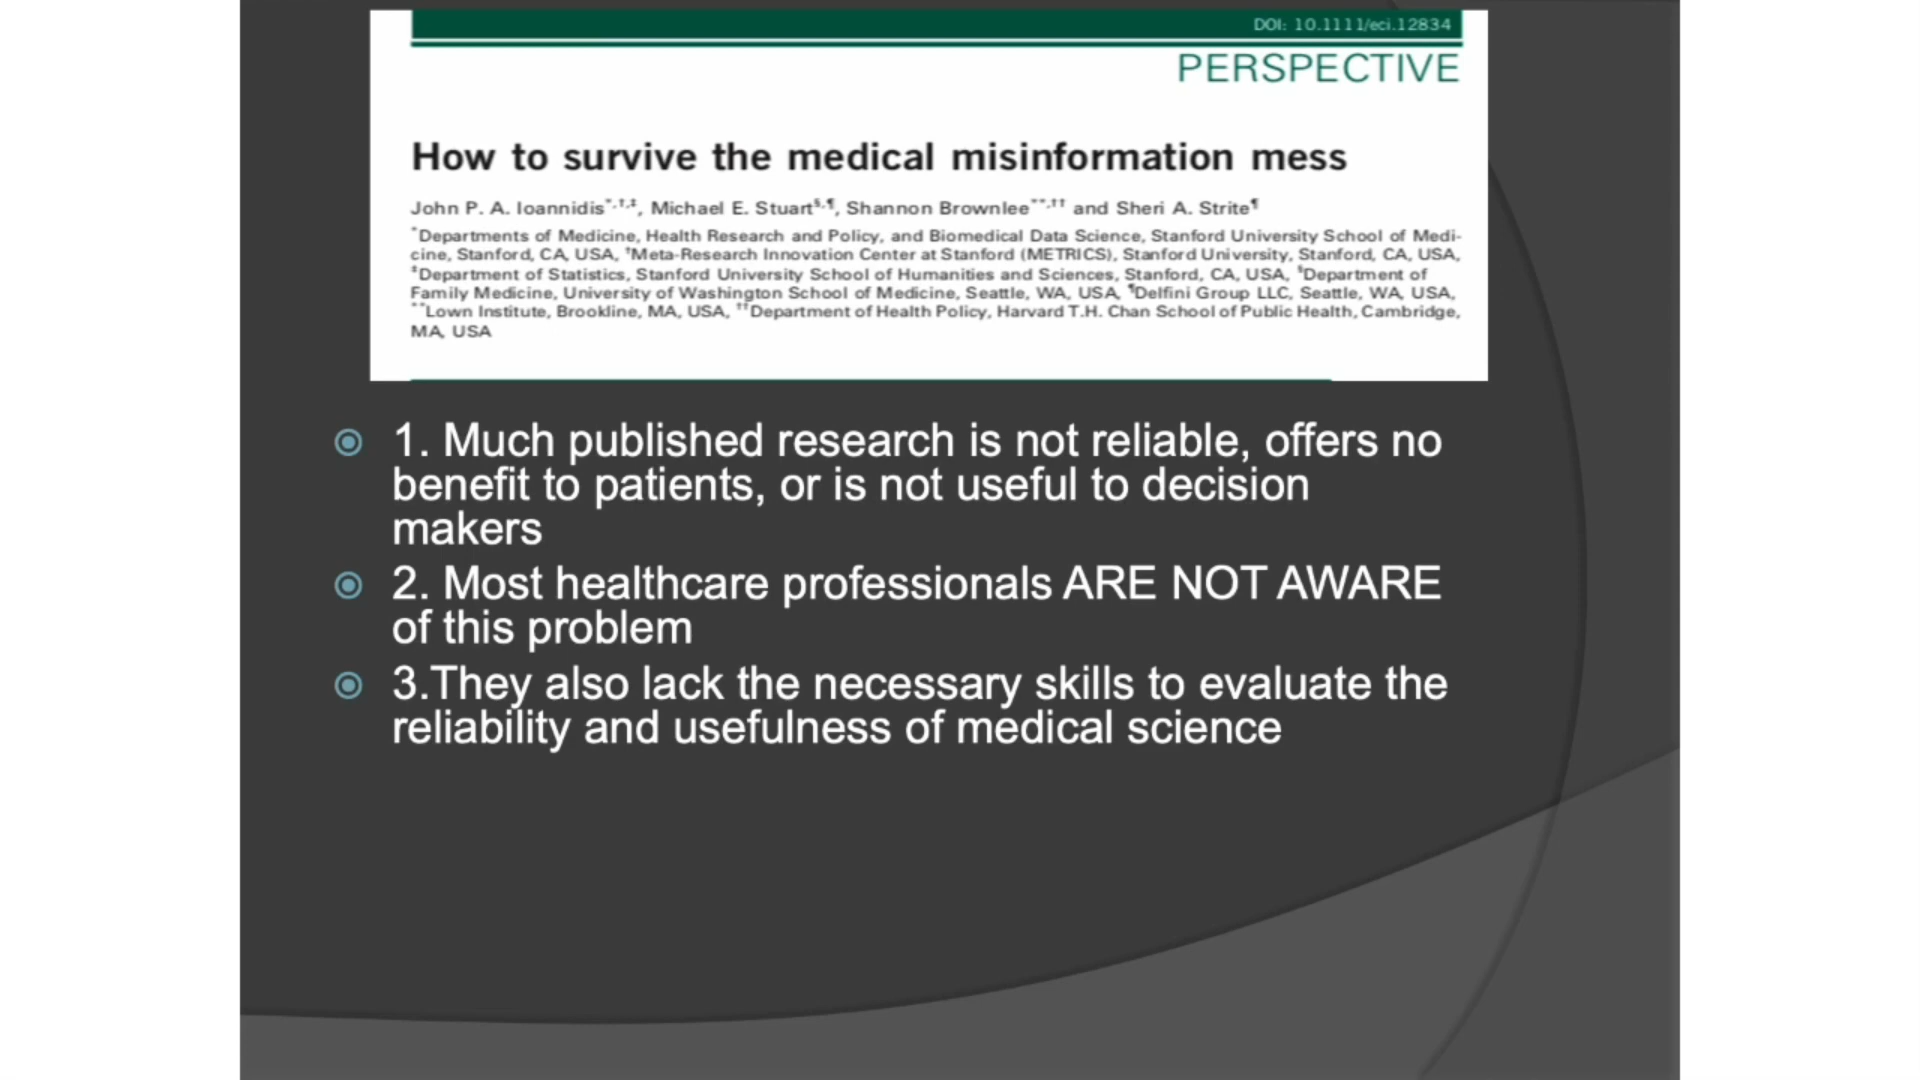 DOI: 10.1111/eci.12834
PERSPECTIVE
How to survive the medical misinformation mess
John P. A. Ioannidis*,†,‡, Michael E. Stuart§,¶, Shannon Brownlee**,†† and Sheri A. Strite¶
*Departments of Medicine, Health Research and Policy, and Biomedical Data Science, Stanford University School of Medi-
cine, Stanford, CA, USA, †Meta-Research Innovation Center at Stanford (METRICS), Stanford University, Stanford, CA, USA,
‡Department of Statistics, Stanford University School of Humanities and Sciences, Stanford, CA, USA, §Department of
Family Medicine, University of Washington School of Medicine, Seattle, WA, USA, ¶Delfini Group LLC, Seattle, WA, USA,
**Lown Institute, Brookline, MA, USA, ††Department of Health Policy, Harvard T.H. Chan School of Public Health, Cambridge,
MA, USA
1. Much published research is not reliable, offers no
benefit to patients, or is not useful to decision
makers
2. Most healthcare professionals ARE NOT AWARE
of this problem
3.They also lack the necessary skills to evaluate the
reliability and usefulness of medical science